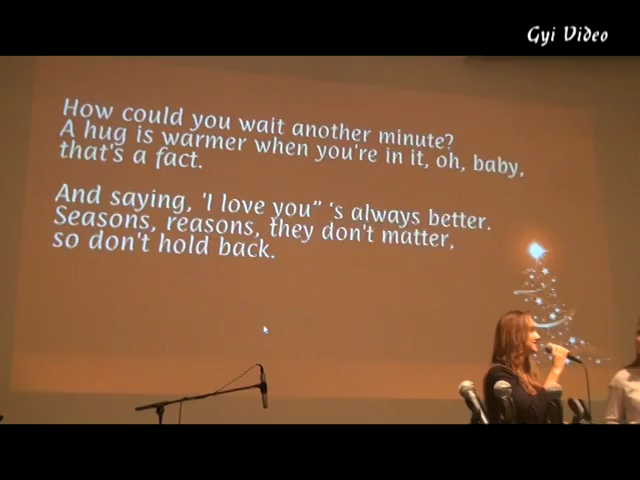 Gyi Video
How could you wait another minute?
A hug is warmer when you're in it, oh, baby,
that's a fact.
And saying, 'I love you” ‘s always better.
Seasons, reasons, they don't matter,
so don't hold back.